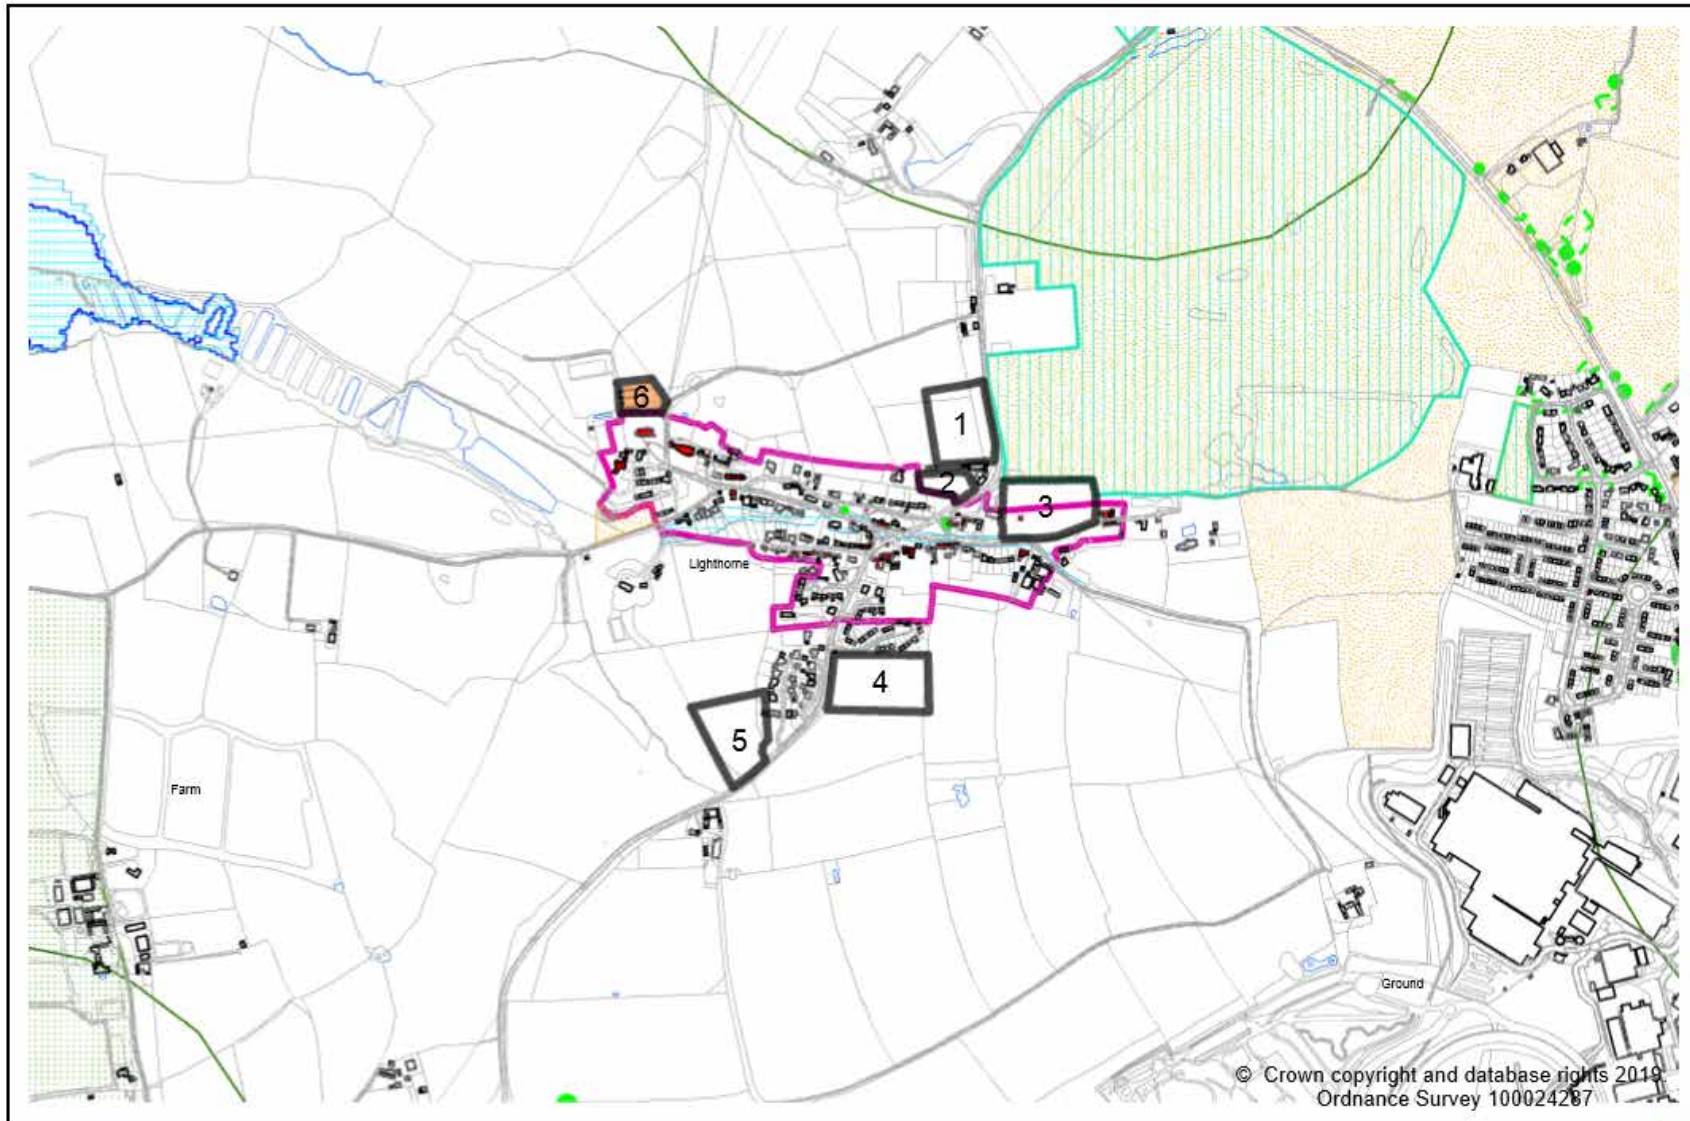 6
1
2
3
Lighthorne
4
5
Farm
Ground
© Crown copyright and database rights 2019
Ordnance Survey 100024287